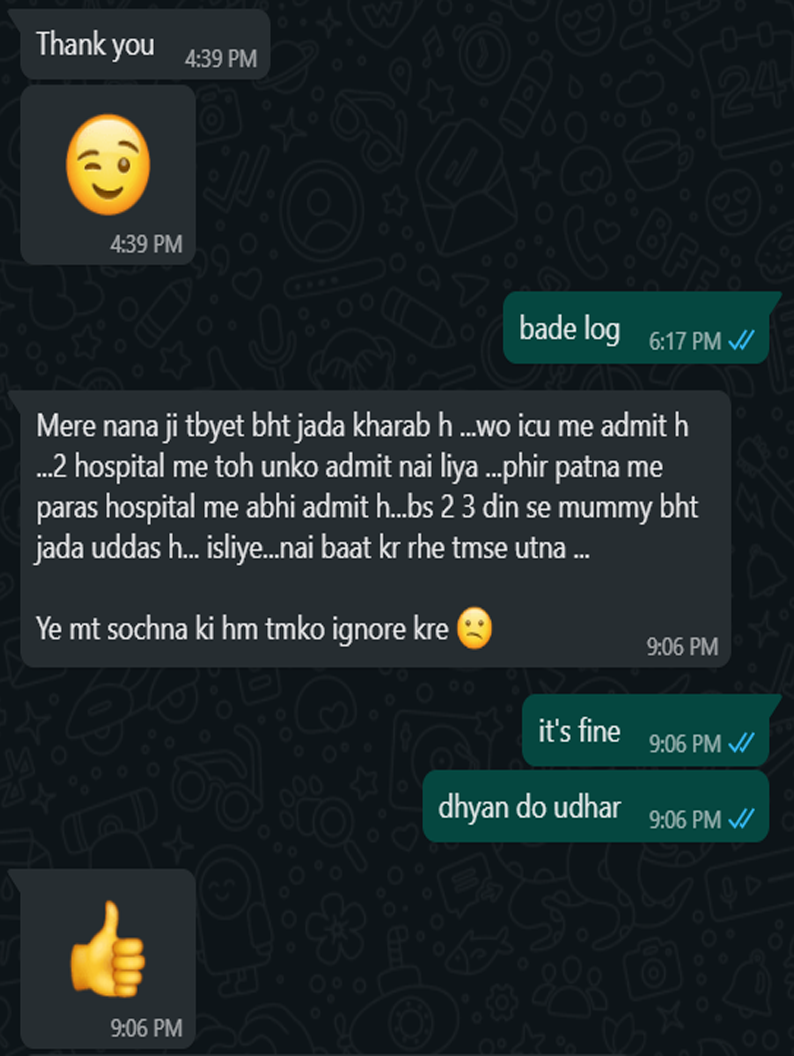 Thank you 4:39 PM
😉
4:39 PM
bade log 6:17 PM
Mere nana ji tbyet bht jada kharab h ...wo icu me admit h
...2 hospital me toh unko admit nai liya ...phir patna me
paras hospital me abhi admit h...bs 2 3 din se mummy bht
jada uddas h... isliye...nai baat kr rhe tmse utna ...
Ye mt sochna ki hm tmko ignore kre 🙁
9:06 PM
it's fine 9:06 PM
dhyan do udhar 9:06 PM
👍
9:06 PM